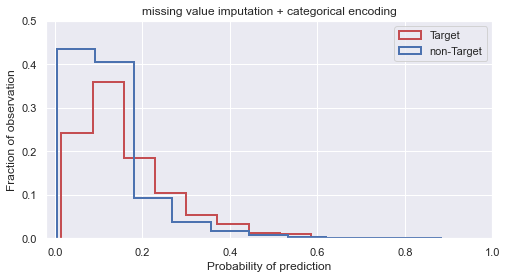 missing value imputation + categorical encoding
Target
non-Target
Fraction of observation
0.5
0.4
0.3
0.2
0.1
0.0
0.0 0.2 0.4 0.6 0.8 1.0
Probability of prediction